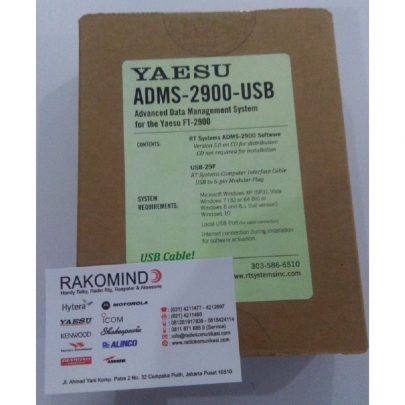 YAESU
ADMS-2900-USB
Advanced Data Management System
for the Yaesu FT-2900
CONTENTS:
RT Systems ADMS-2900 Software
Version 5.0 on CD for distribution
CD not required for installation
USB-29F
RT Systems Computer Interface Cable
USB to 6-pin Modular Plug
SYSTEM
REQUIREMENTS:
Microsoft Windows XP (SP3), Vista
Windows 7 (32 or 64 Bit) or
Windows 8 and 8.1 (full version)
Windows 10
Local USB Port
Internet connection during installation
for software activation.
USB Cable!
303-586-6510
www.rtsystemsinc.com
RAKOMIND
Handy Talky, Radio Rig, Repeater & Aksesoris
Hytera
MOTOROLA
YAESU
ICOM
KENWOOD
Shakespeare
ALINCO
(021) 4211477 - 4212697
(021) 4211460
(Service)
www.radiokomunikasi.com
Jl. Ahmad Yani Komp. Patra 2 No. 32 Cempaka Putih, Jakarta Pusat 10510